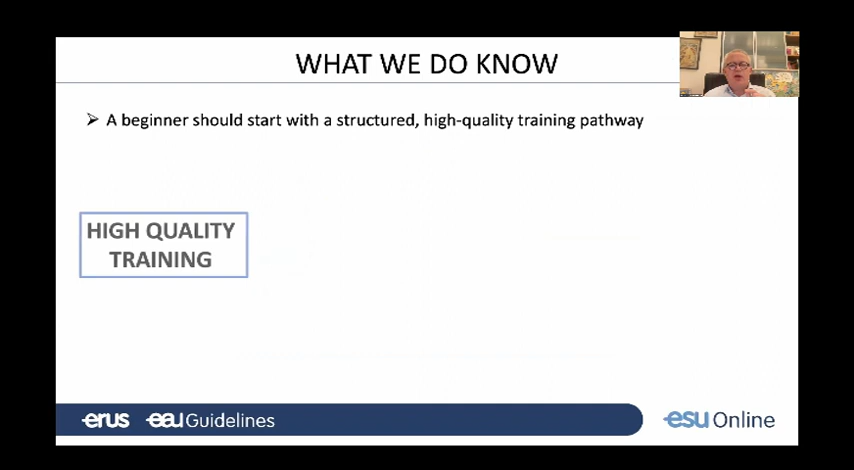 WHAT WE DO KNOW
➢ A beginner should start with a structured, high-quality training pathway
HIGH QUALITY
TRAINING
erus eau Guidelines
esu Online